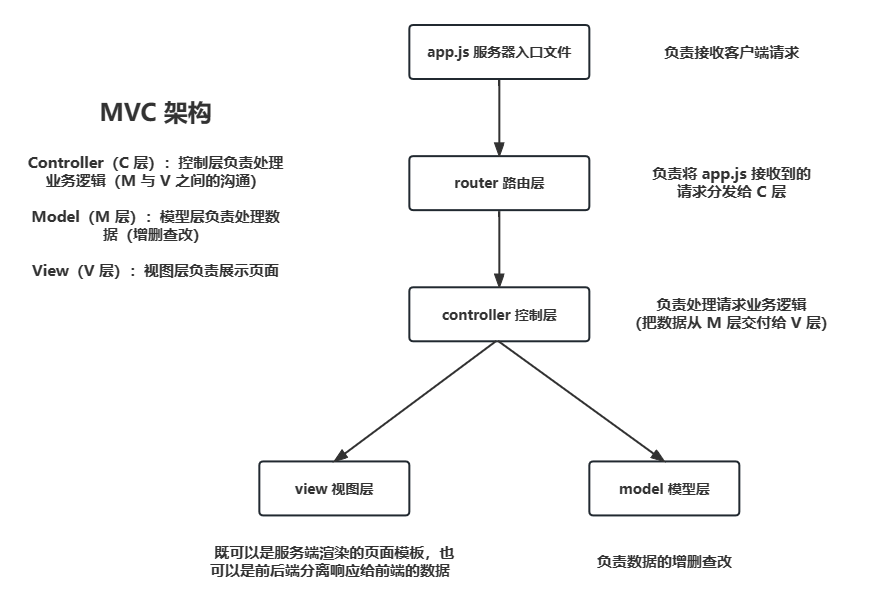 app.js 服务器入口文件
负责接收客户端请求
MVC 架构
Controller（C 层）：控制层负责处理
业务逻辑（M 与 V 之间的沟通）
Model（M 层）：模型层负责处理数
据（增删查改）
View（V 层）：视图层负责展示页面
router 路由层
负责将 app.js 接收到的
请求分发给 C 层
controller 控制层
负责处理请求业务逻辑
(把数据从 M 层交付给 V 层)
view 视图层
model 模型层
既可以是服务端渲染的页面模板，也
可以是前后端分离响应给前端的数据
负责数据的增删查改